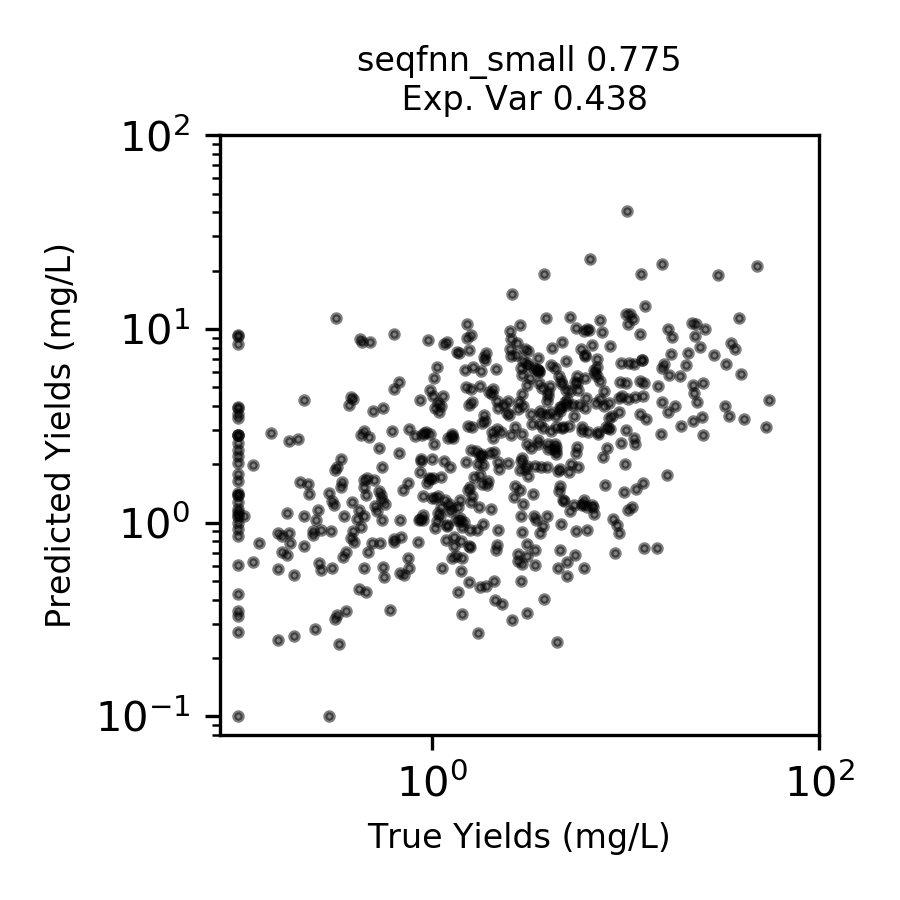 seqfnn_small 0.775
Exp. Var 0.438
10²
10¹
10⁰
10⁻¹
Predicted Yields (mg/L)
10⁰
10²
True Yields (mg/L)